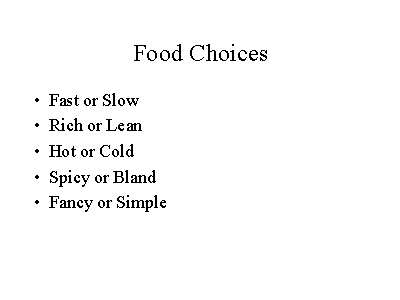 Food Choices
• Fast or Slow
• Rich or Lean
• Hot or Cold
• Spicy or Bland
• Fancy or Simple